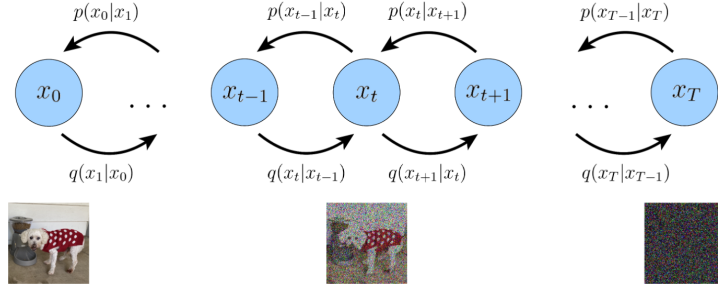 p(x_0|x_1) p(x_{t-1}|x_t) p(x_t|x_{t+1}) p(x_{T-1}|x_T)
x_0 . . . x_{t-1} x_t x_{t+1} . . . x_T
q(x_1|x_0) q(x_t|x_{t-1}) q(x_{t+1}|x_t) q(x_T|x_{T-1})